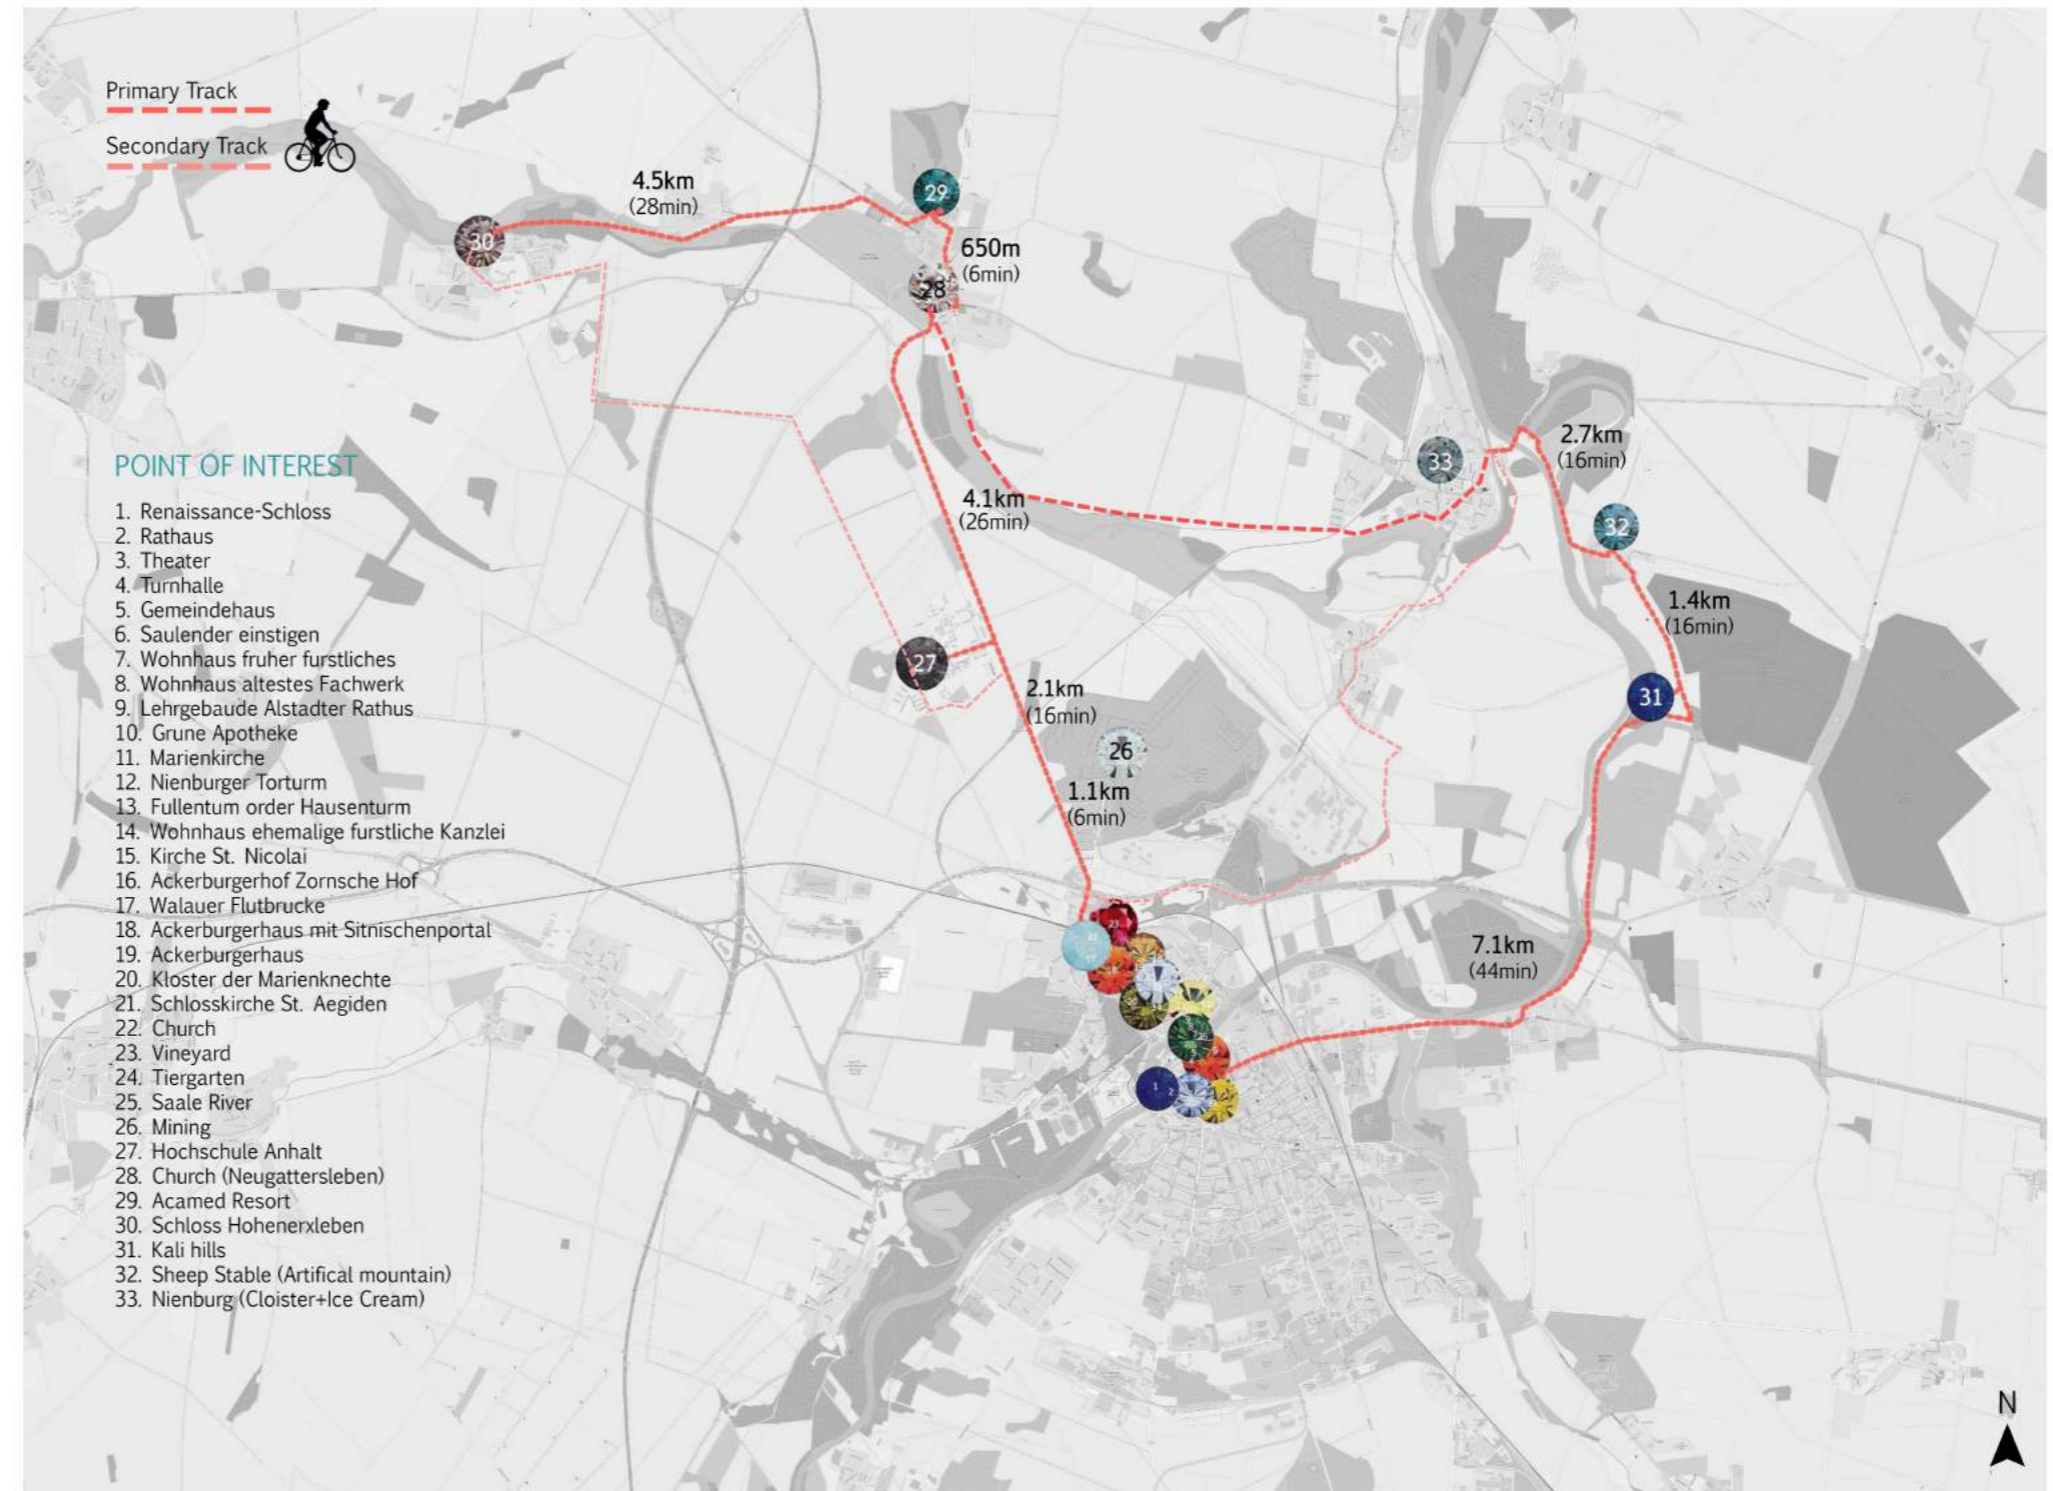 Primary Track
Secondary Track
4.5km
(28min)
29
30
650m
(6min)
28
2.7km
(16min)
33
4.1km
(26min)
32
1.4km
(16min)
27
2.1km
(16min)
31
26
1.1km
(6min)
23
22
7.1km
(44min)
1
2
POINT OF INTEREST
1. Renaissance-Schloss
2. Rathaus
3. Theater
4. Turnhalle
5. Gemeindehaus
6. Saulender einstigen
7. Wohnhaus fruher furstliches
8. Wohnhaus altestes Fachwerk
9. Lehrgebaude Alstadter Rathus
10. Grune Apotheke
11. Marienkirche
12. Nienburger Torturm
13. Fullentum order Hausenturm
14. Wohnhaus ehemalige furstliche Kanzlei
15. Kirche St. Nicolai
16. Ackerburgerhof Zornsche Hof
17. Walauer Flutbrucke
18. Ackerburgerhaus mit Sitnischenportal
19. Ackerburgerhaus
20. Kloster der Marienknechte
21. Schlosskirche St. Aegiden
22. Church
23. Vineyard
24. Tiergarten
25. Saale River
26. Mining
27. Hochschule Anhalt
28. Church (Neugattersleben)
29. Acamed Resort
30. Schloss Hohenerxleben
31. Kali hills
32. Sheep Stable (Artifical mountain)
33. Nienburg (Cloister+Ice Cream)
N